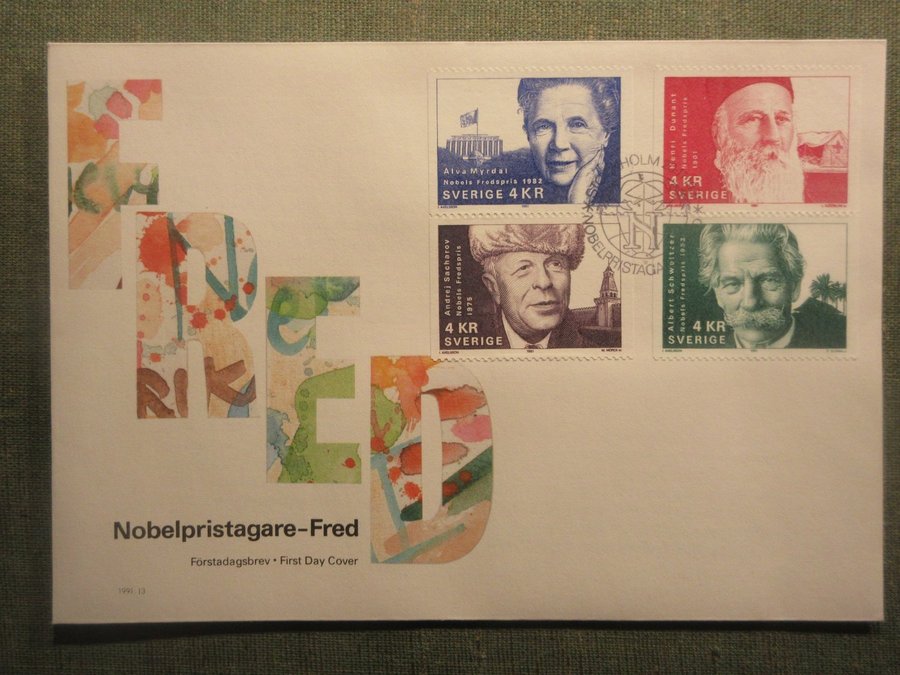 FRED
Nobelpristagare–Fred
Förstadagsbrev • First Day Cover
1991 13
Alva Myrdal
Nobels Fredspris 1982
SVERIGE 4 KR
Henri Dunant
Nobels Fredspris
1901
4 KR
SVERIGE
Andrej Sacharov
Nobels Fredspris
1975
4 KR
SVERIGE
1991
Albert Schweitzer
Nobels Fredspris 1952
4 KR
SVERIGE
NOBELPRISTAGA
N